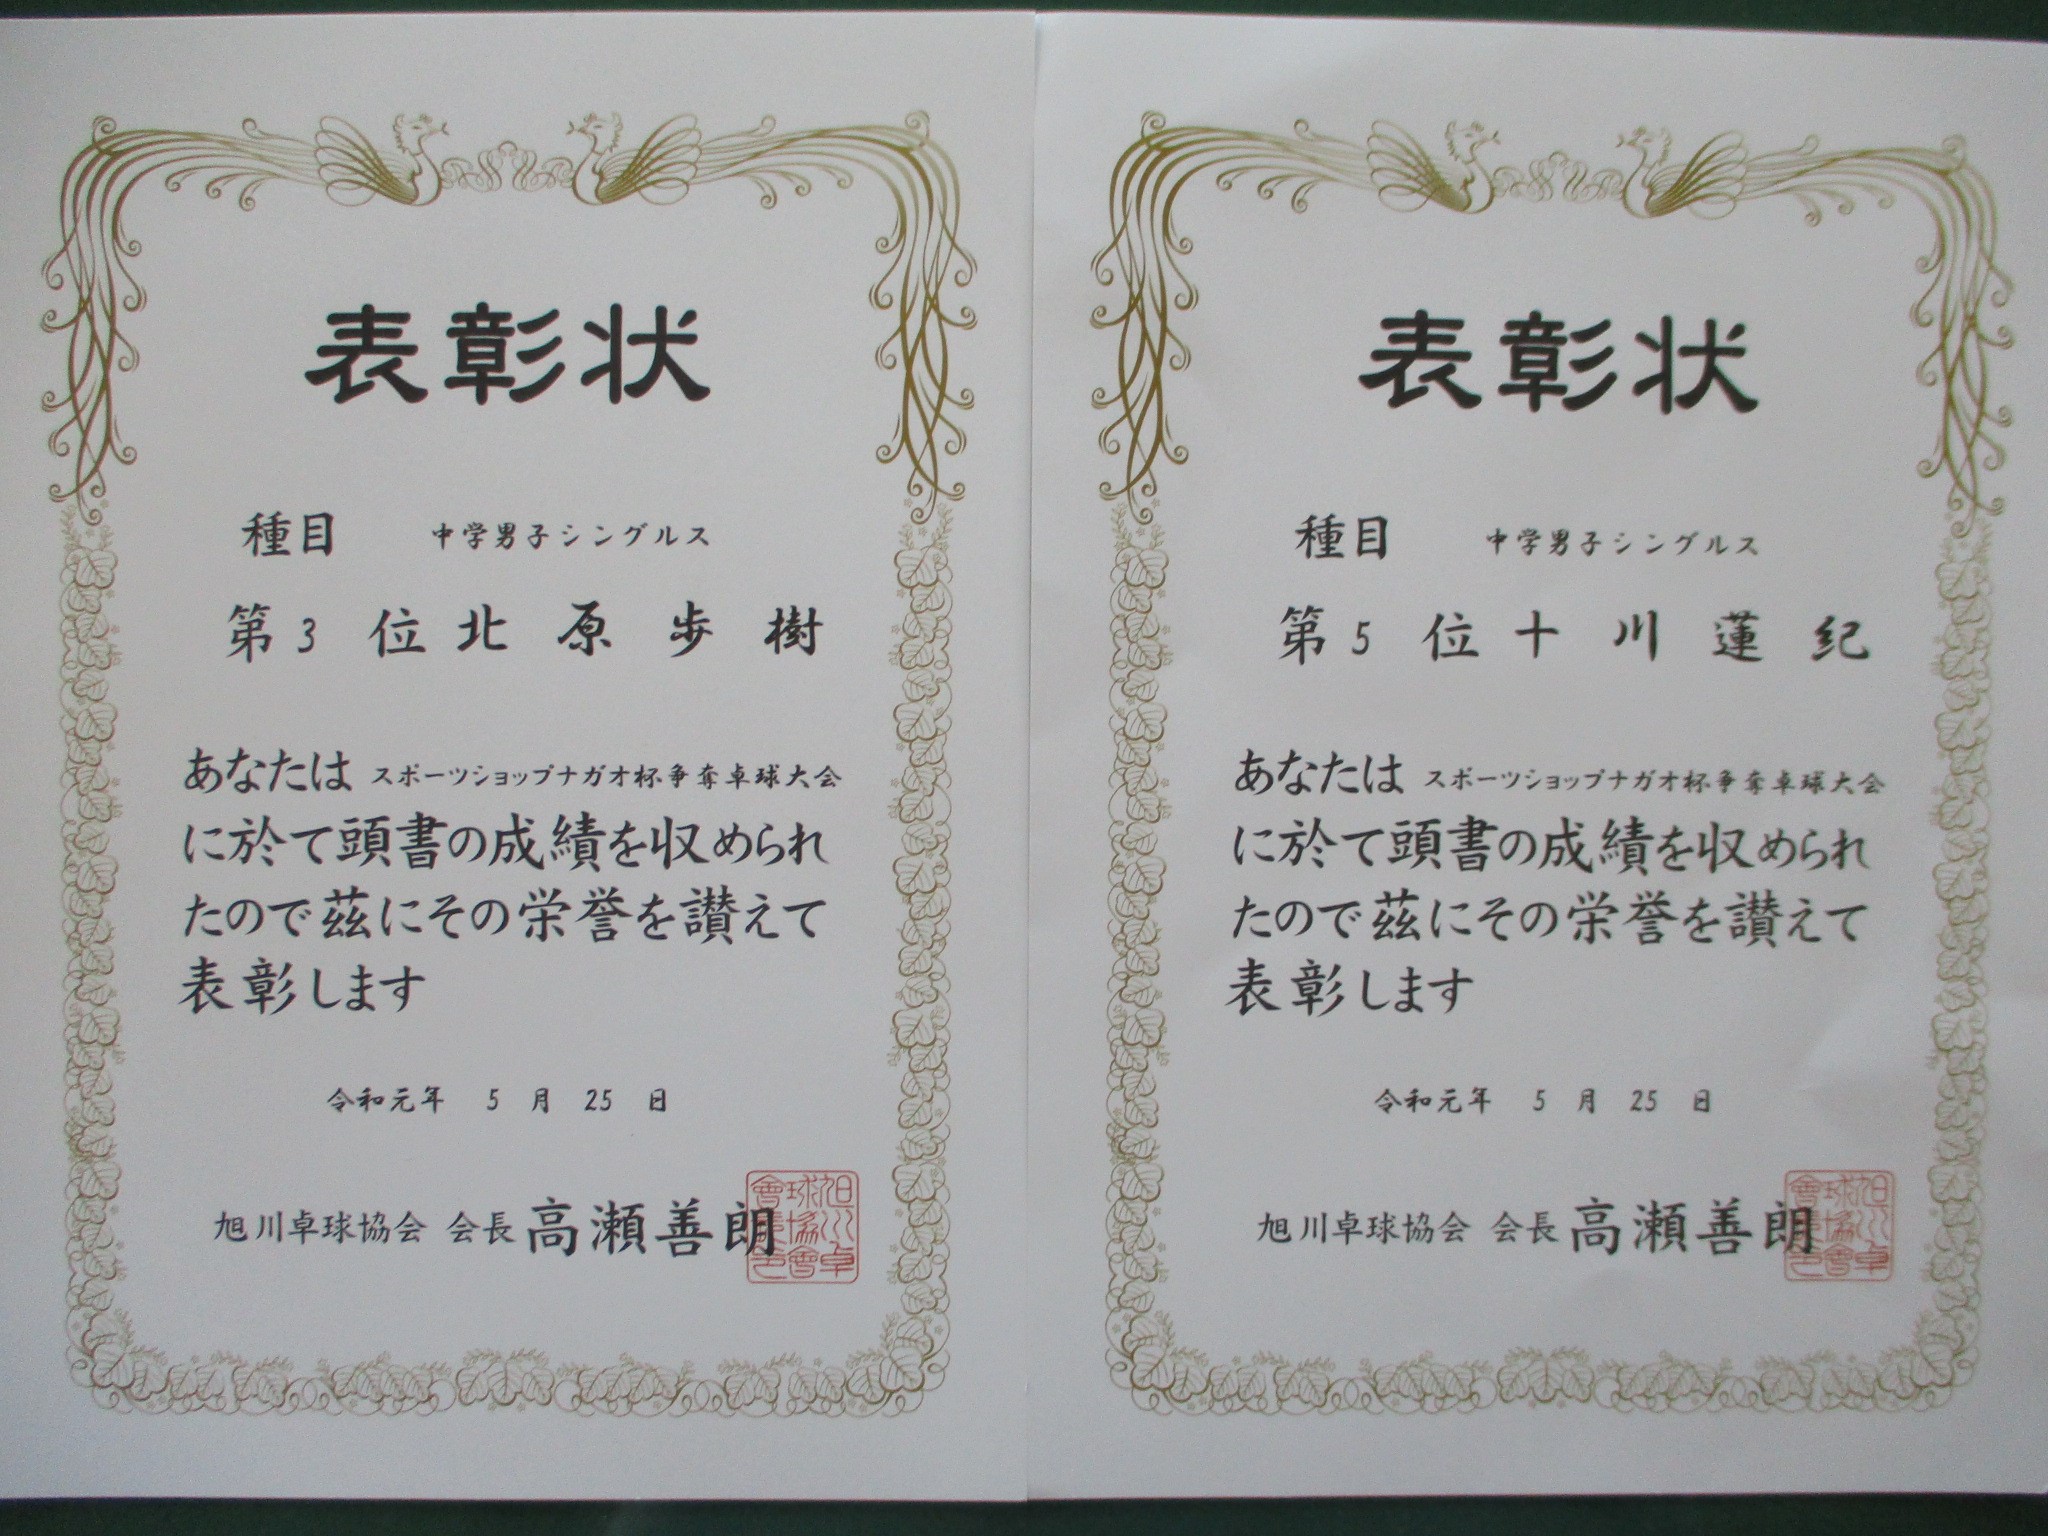 表彰状
種目 中学男子シングルス
第3位 北原歩樹
あなたは スポーツショップナガオ杯争奪卓球大会
に於て頭書の成績を収められ
たので茲にその栄誉を讃えて
表彰します
令和元年 5月 25日
旭川卓球協会 会長 高瀬善朗
表彰状
種目 中学男子シングルス
第5位 十川蓮紀
あなたは スポーツショップナガオ杯争奪卓球大会
に於て頭書の成績を収められ
たので茲にその栄誉を讃えて
表彰します
令和元年 5月 25日
旭川卓球協会 会長 高瀬善朗